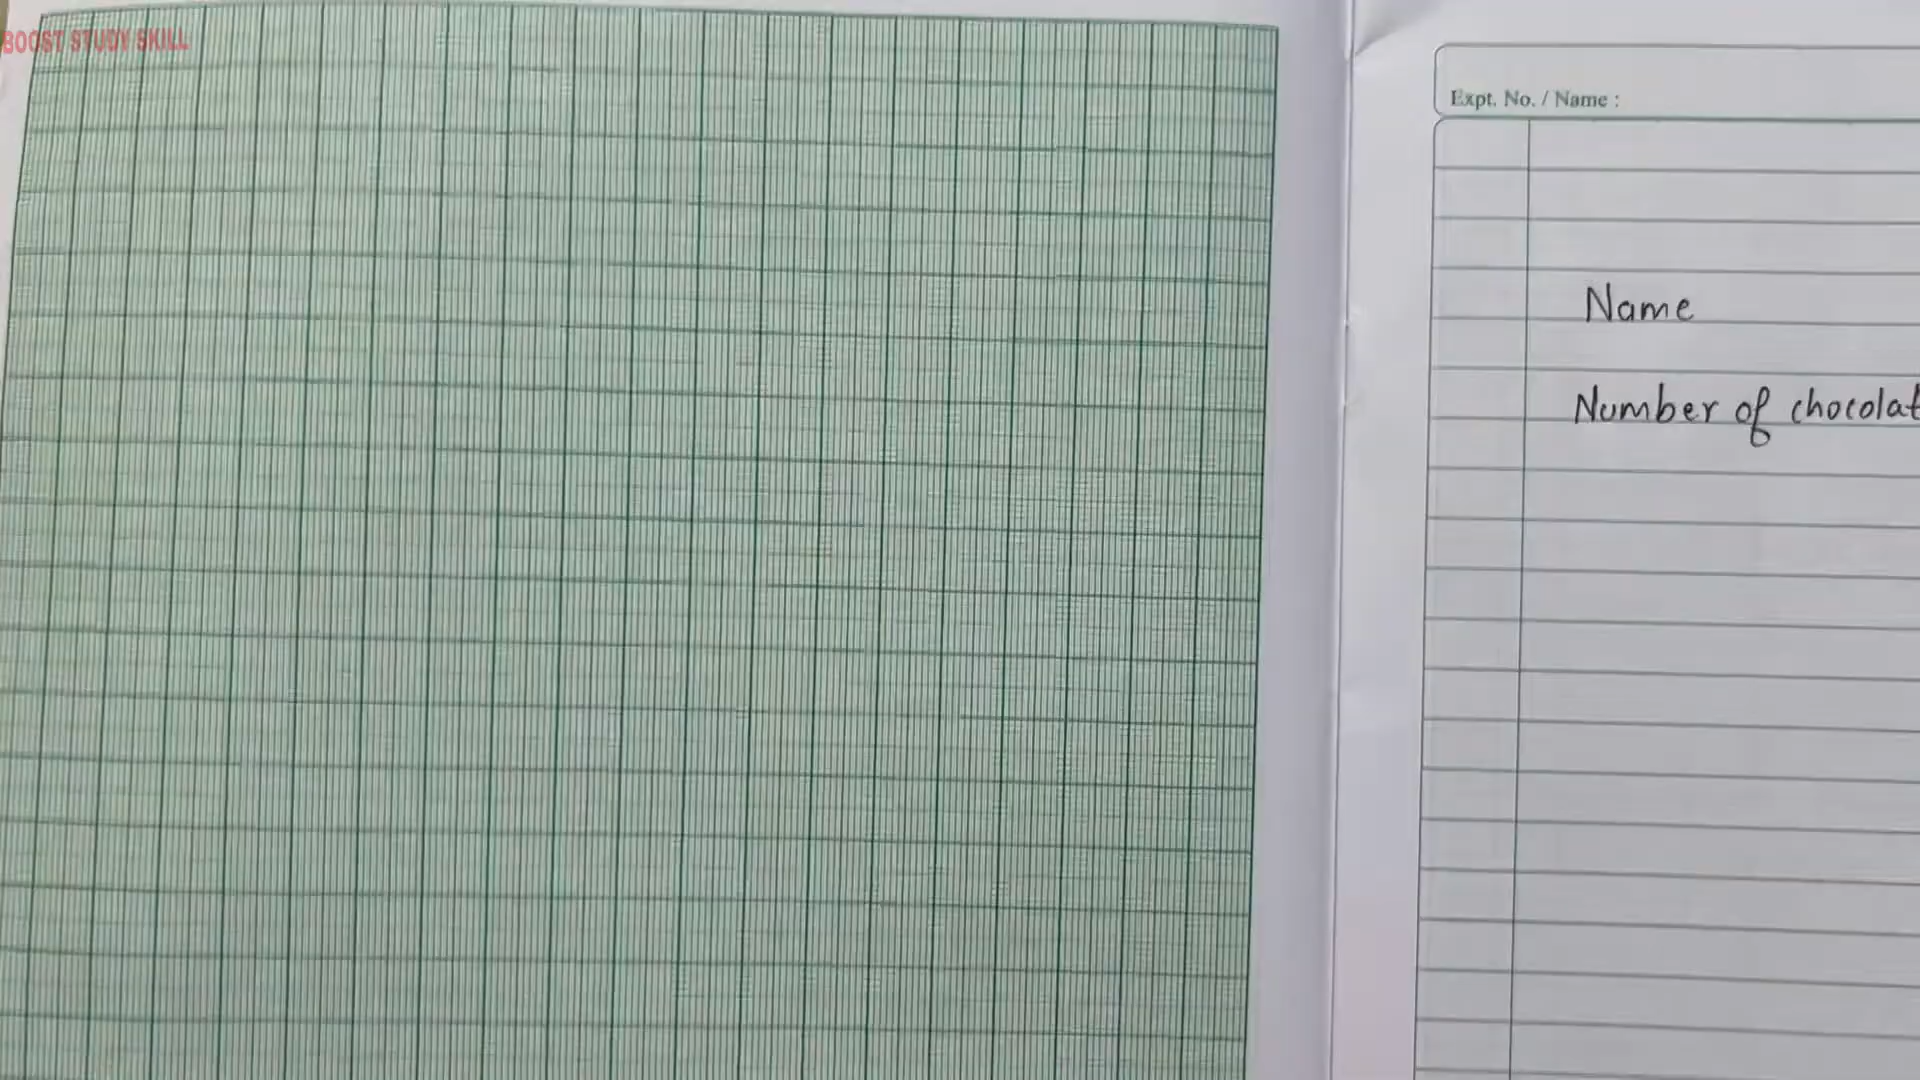 BOOST STUDY SKILL
Expt. No. / Name :
Name
Number of chocolat